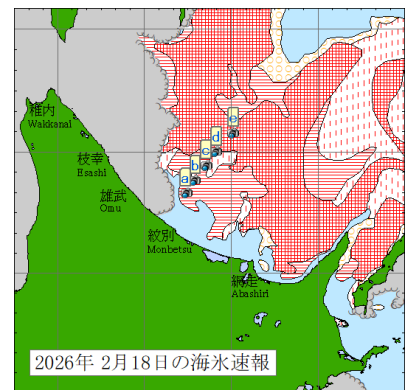 e
d
c
b
a
稚内
Wakkanai
枝幸
Esashi
雄武
Omu
紋別
Monbetsu
網走
Abashiri
2026年 2月18日の海氷速報